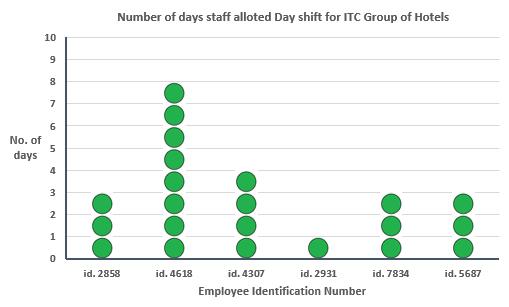 Number of days staff alloted Day shift for ITC Group of Hotels
10
9
8
7
6
5
4
3
2
1
0
No. of
days
id. 2858 id. 4618 id. 4307 id. 2931 id. 7834 id. 5687
Employee Identification Number